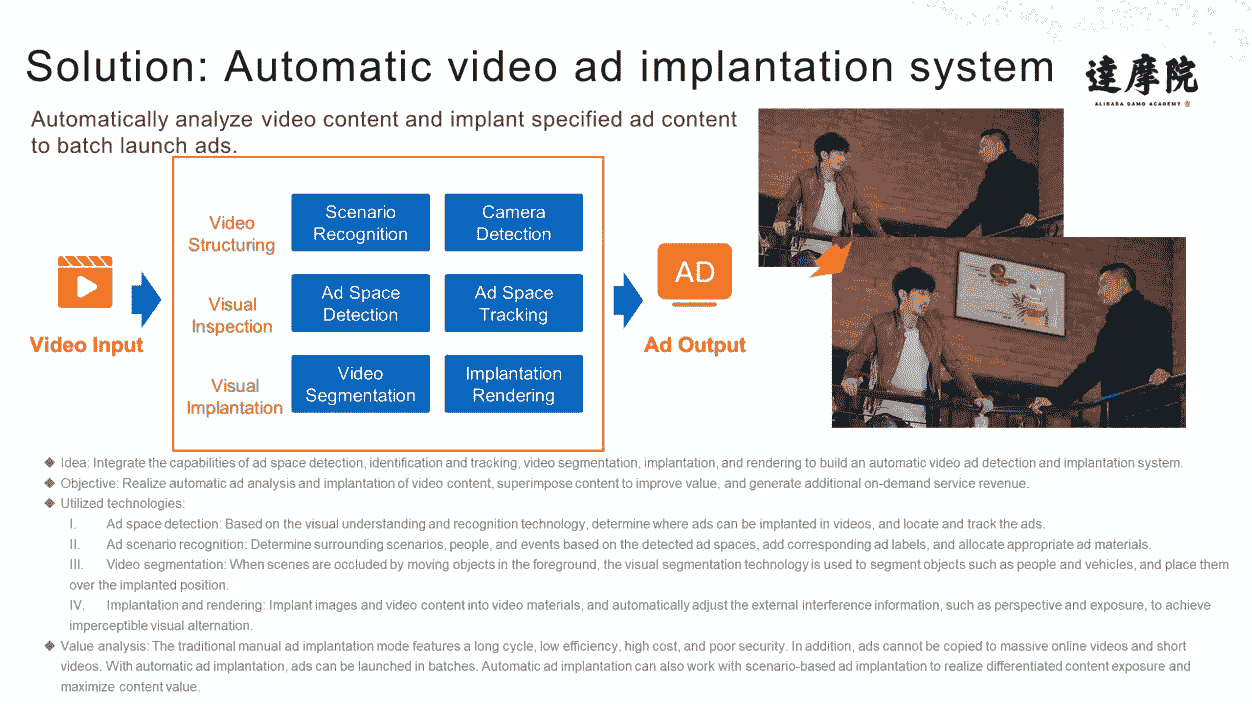 Solution: Automatic video ad implantation system
達摩院
ALIBABA DAMO ACADEMY
Automatically analyze video content and implant specified ad content
to batch launch ads.
Video
Structuring
Scenario
Recognition
Camera
Detection
Visual
Inspection
Ad Space
Detection
Ad Space
Tracking
Visual
Implantation
Video
Segmentation
Implantation
Rendering
Video Input
AD
Ad Output
❖ Idea: Integrate the capabilities of ad space detection, identification and tracking, video segmentation, implantation, and rendering to build an automatic video ad detection and implantation system.
❖ Objective: Realize automatic ad analysis and implantation of video content, superimpose content to improve value, and generate additional on-demand service revenue.
❖ Utilized technologies:
I. Ad space detection: Based on the visual understanding and recognition technology, determine where ads can be implanted in videos, and locate and track the ads.
II. Ad scenario recognition: Determine surrounding scenarios, people, and events based on the detected ad spaces, add corresponding ad labels, and allocate appropriate ad materials.
III. Video segmentation: When scenes are occluded by moving objects in the foreground, the visual segmentation technology is used to segment objects such as people and vehicles, and place them
over the implanted position.
IV. Implantation and rendering: Implant images and video content into video materials, and automatically adjust the external interference information, such as perspective and exposure, to achieve
imperceptible visual alternation.
❖ Value analysis: The traditional manual ad implantation mode features a long cycle, low efficiency, high cost, and poor security. In addition, ads cannot be copied to massive online videos and short
videos. With automatic ad implantation, ads can be launched in batches. Automatic ad implantation can also work with scenario-based ad implantation to realize differentiated content exposure and
maximize content value.